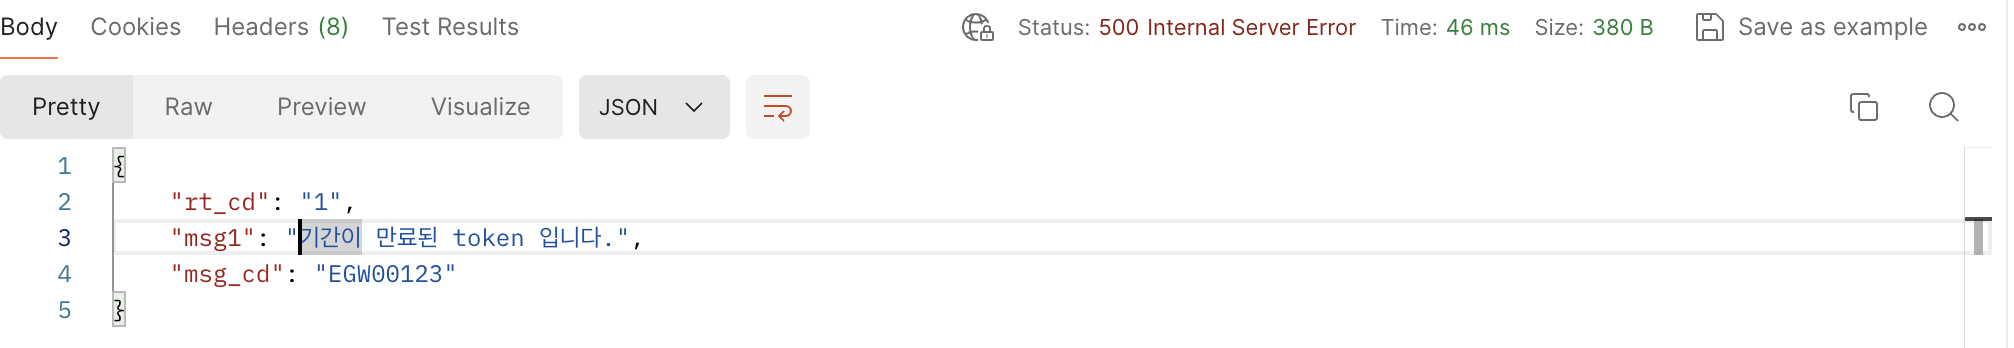 Body Cookies Headers (8) Test Results Status: 500 Internal Server Error Time: 46 ms Size: 380 B Save as example
Pretty Raw Preview Visualize JSON
1 {
2 "rt_cd": "1",
3 "msg1": "기간이 만료된 token 입니다.",
4 "msg_cd": "EGW00123"
5 }